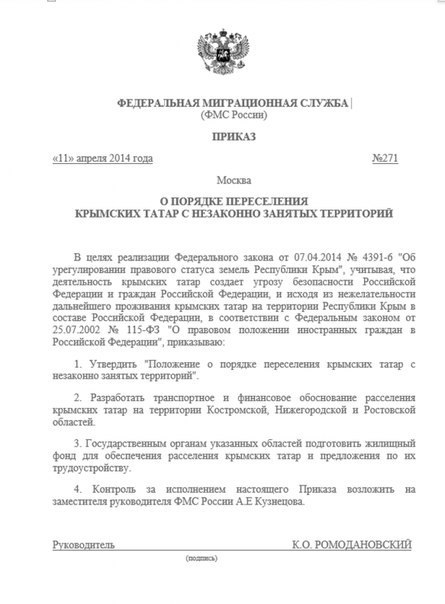 ФЕДЕРАЛЬНАЯ МИГРАЦИОННАЯ СЛУЖБА
(ФМС России)
ПРИКАЗ
«11» апреля 2014 года №271
Москва
О ПОРЯДКЕ ПЕРЕСЕЛЕНИЯ
КРЫМСКИХ ТАТАР С НЕЗАКОННО ЗАНЯТЫХ ТЕРРИТОРИЙ
В целях реализации Федерального закона от 07.04.2014 № 4391-6 "Об
урегулировании правового статуса земель Республики Крым", учитывая, что
деятельность крымских татар создает угрозу безопасности Российской
Федерации и граждан Российской Федерации, и исходя из нежелательности
дальнейшего проживания крымских татар на территории Республики Крым в
составе Российской Федерации, в соответствии с Федеральным законом от
25.07.2002 № 115-ФЗ "О правовом положении иностранных граждан в
Российской Федерации", приказываю:
1. Утвердить "Положение о порядке переселения крымских татар с
незаконно занятых территорий".
2. Разработать транспортное и финансовое обоснование расселения
крымских татар на территории Костромской, Нижегородской и Ростовской
областей.
3. Государственным органам указанных областей подготовить жилищный
фонд для обеспечения расселения крымских татар и предложения по их
трудоустройству.
4. Контроль за исполнением настоящего Приказа возложить на
заместителя руководителя ФМС России А.Е Кузнецова.
Руководитель К.О. РОМОДАНОВСКИЙ
(подпись)